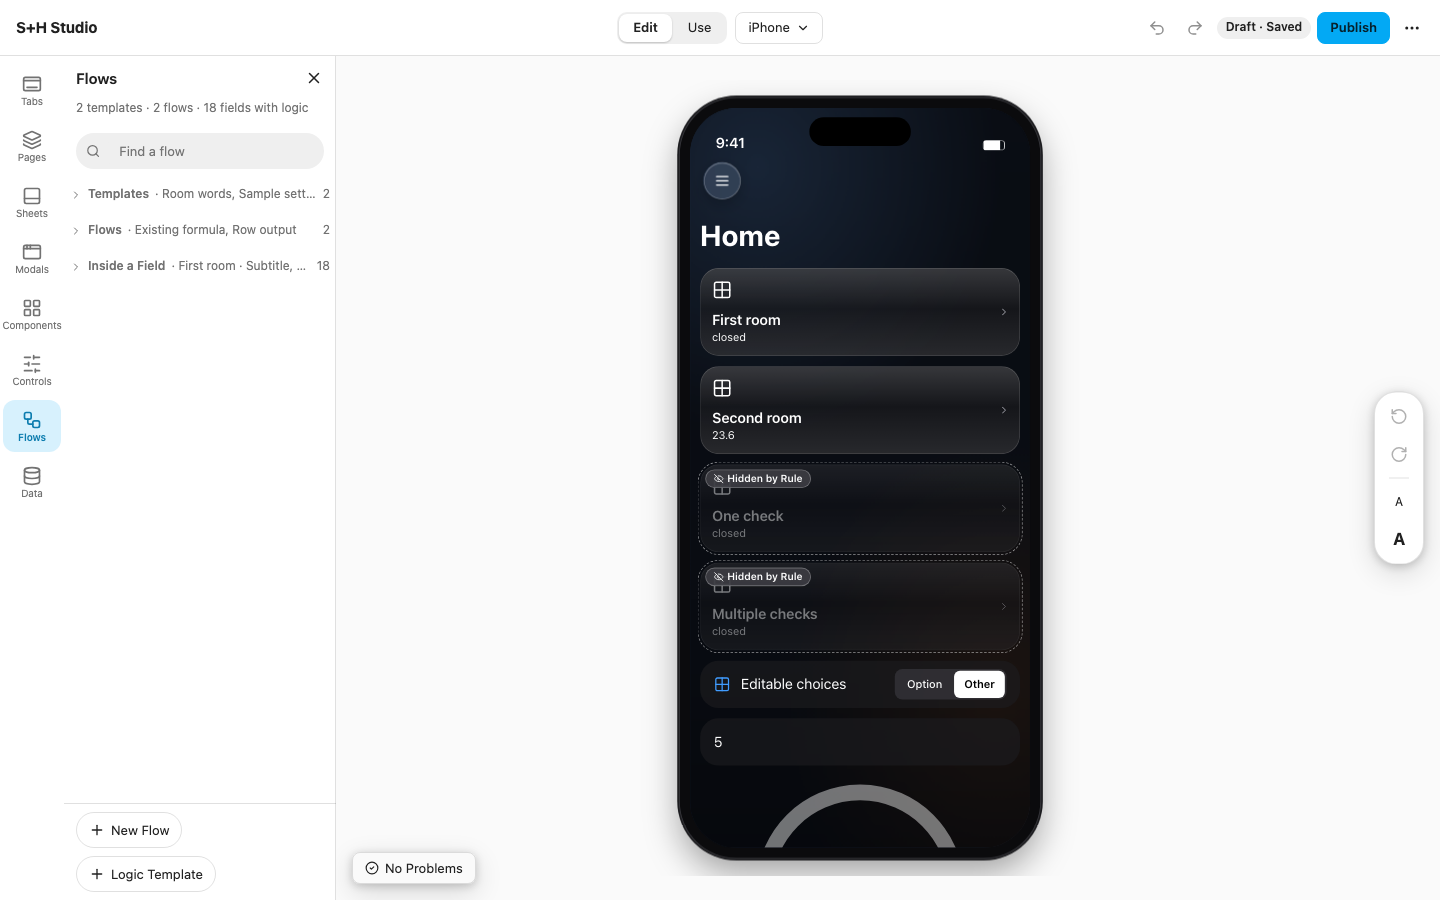 S+H Studio
Edit
Use
iPhone
Draft · Saved
Publish
Tabs
Pages
Sheets
Modals
Components
Controls
Flows
Data
Flows
2 templates · 2 flows · 18 fields with logic
Find a flow
Templates · Room words, Sample sett... 2
Flows · Existing formula, Row output 2
Inside a Field · First room · Subtitle, ... 18
New Flow
Logic Template
No Problems
9:41
Home
First room
closed
Second room
23.6
Hidden by Rule
One check
closed
Hidden by Rule
Multiple checks
closed
Editable choices
Option
Other
5
A
A